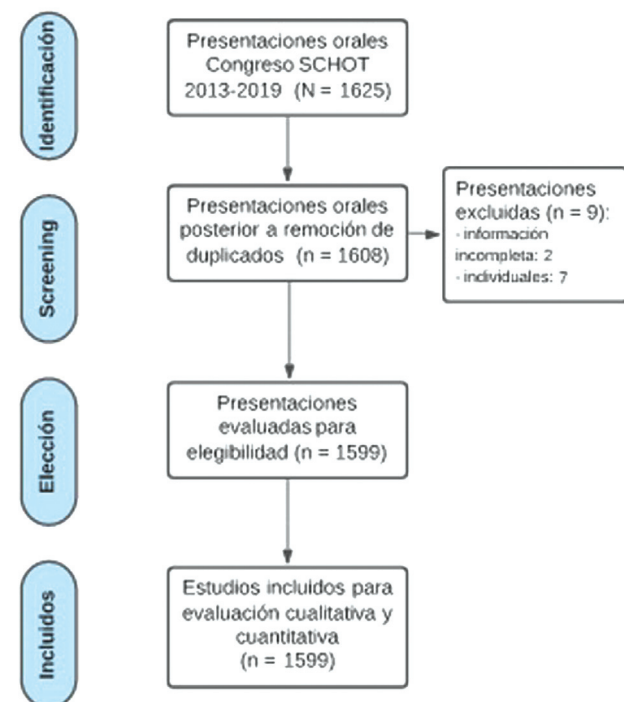 Identificación
Presentaciones orales
Congreso SCHOT
2013-2019 (N = 1625)
Screening
Presentaciones orales
posterior a remoción de
duplicados (n = 1608)
Presentaciones
excluidas (n = 9):
· información
incompleta: 2
· individuales: 7
Elección
Presentaciones
evaluadas para
elegibilidad (n = 1599)
Incluidos
Estudios incluidos para
evaluación cualitativa y
cuantitativa
(n = 1599)